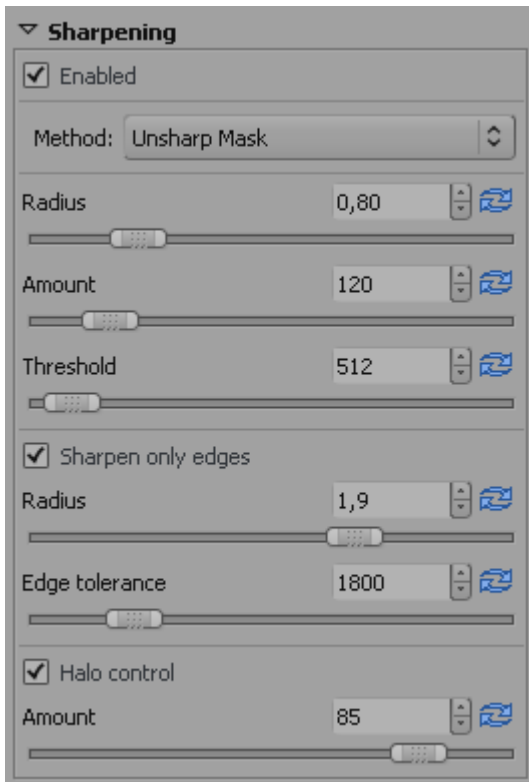 Sharpening
Enabled
Method: Unsharp Mask
Radius 0,80
Amount 120
Threshold 512
Sharpen only edges
Radius 1,9
Edge tolerance 1800
Halo control
Amount 85